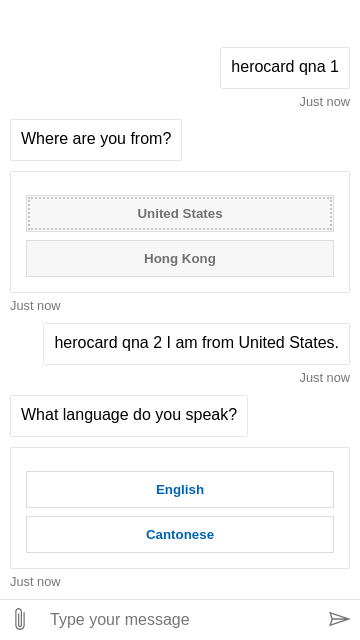 herocard qna 1
Just now
Where are you from?
United States
Hong Kong
Just now
herocard qna 2 I am from United States.
Just now
What language do you speak?
English
Cantonese
Just now
Type your message